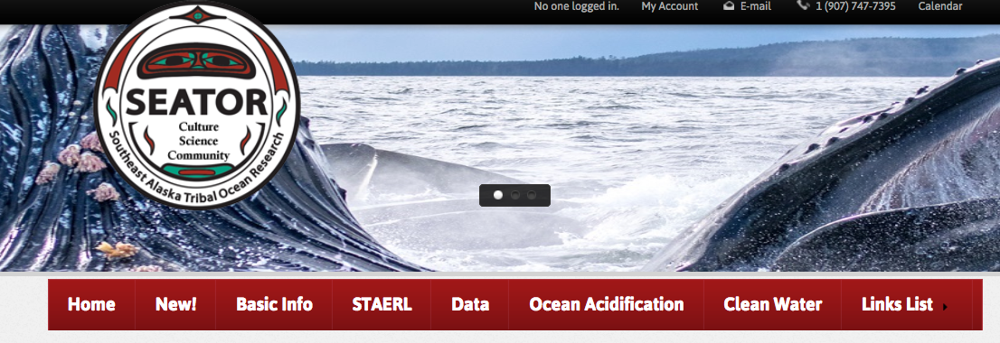 No one logged in. My Account E-mail 1 (907) 747-7395 Calendar
SEATOR
Culture
Science
Community
Southeast Alaska Tribal Ocean Research
Home New! Basic Info STAERL Data Ocean Acidification Clean Water Links List